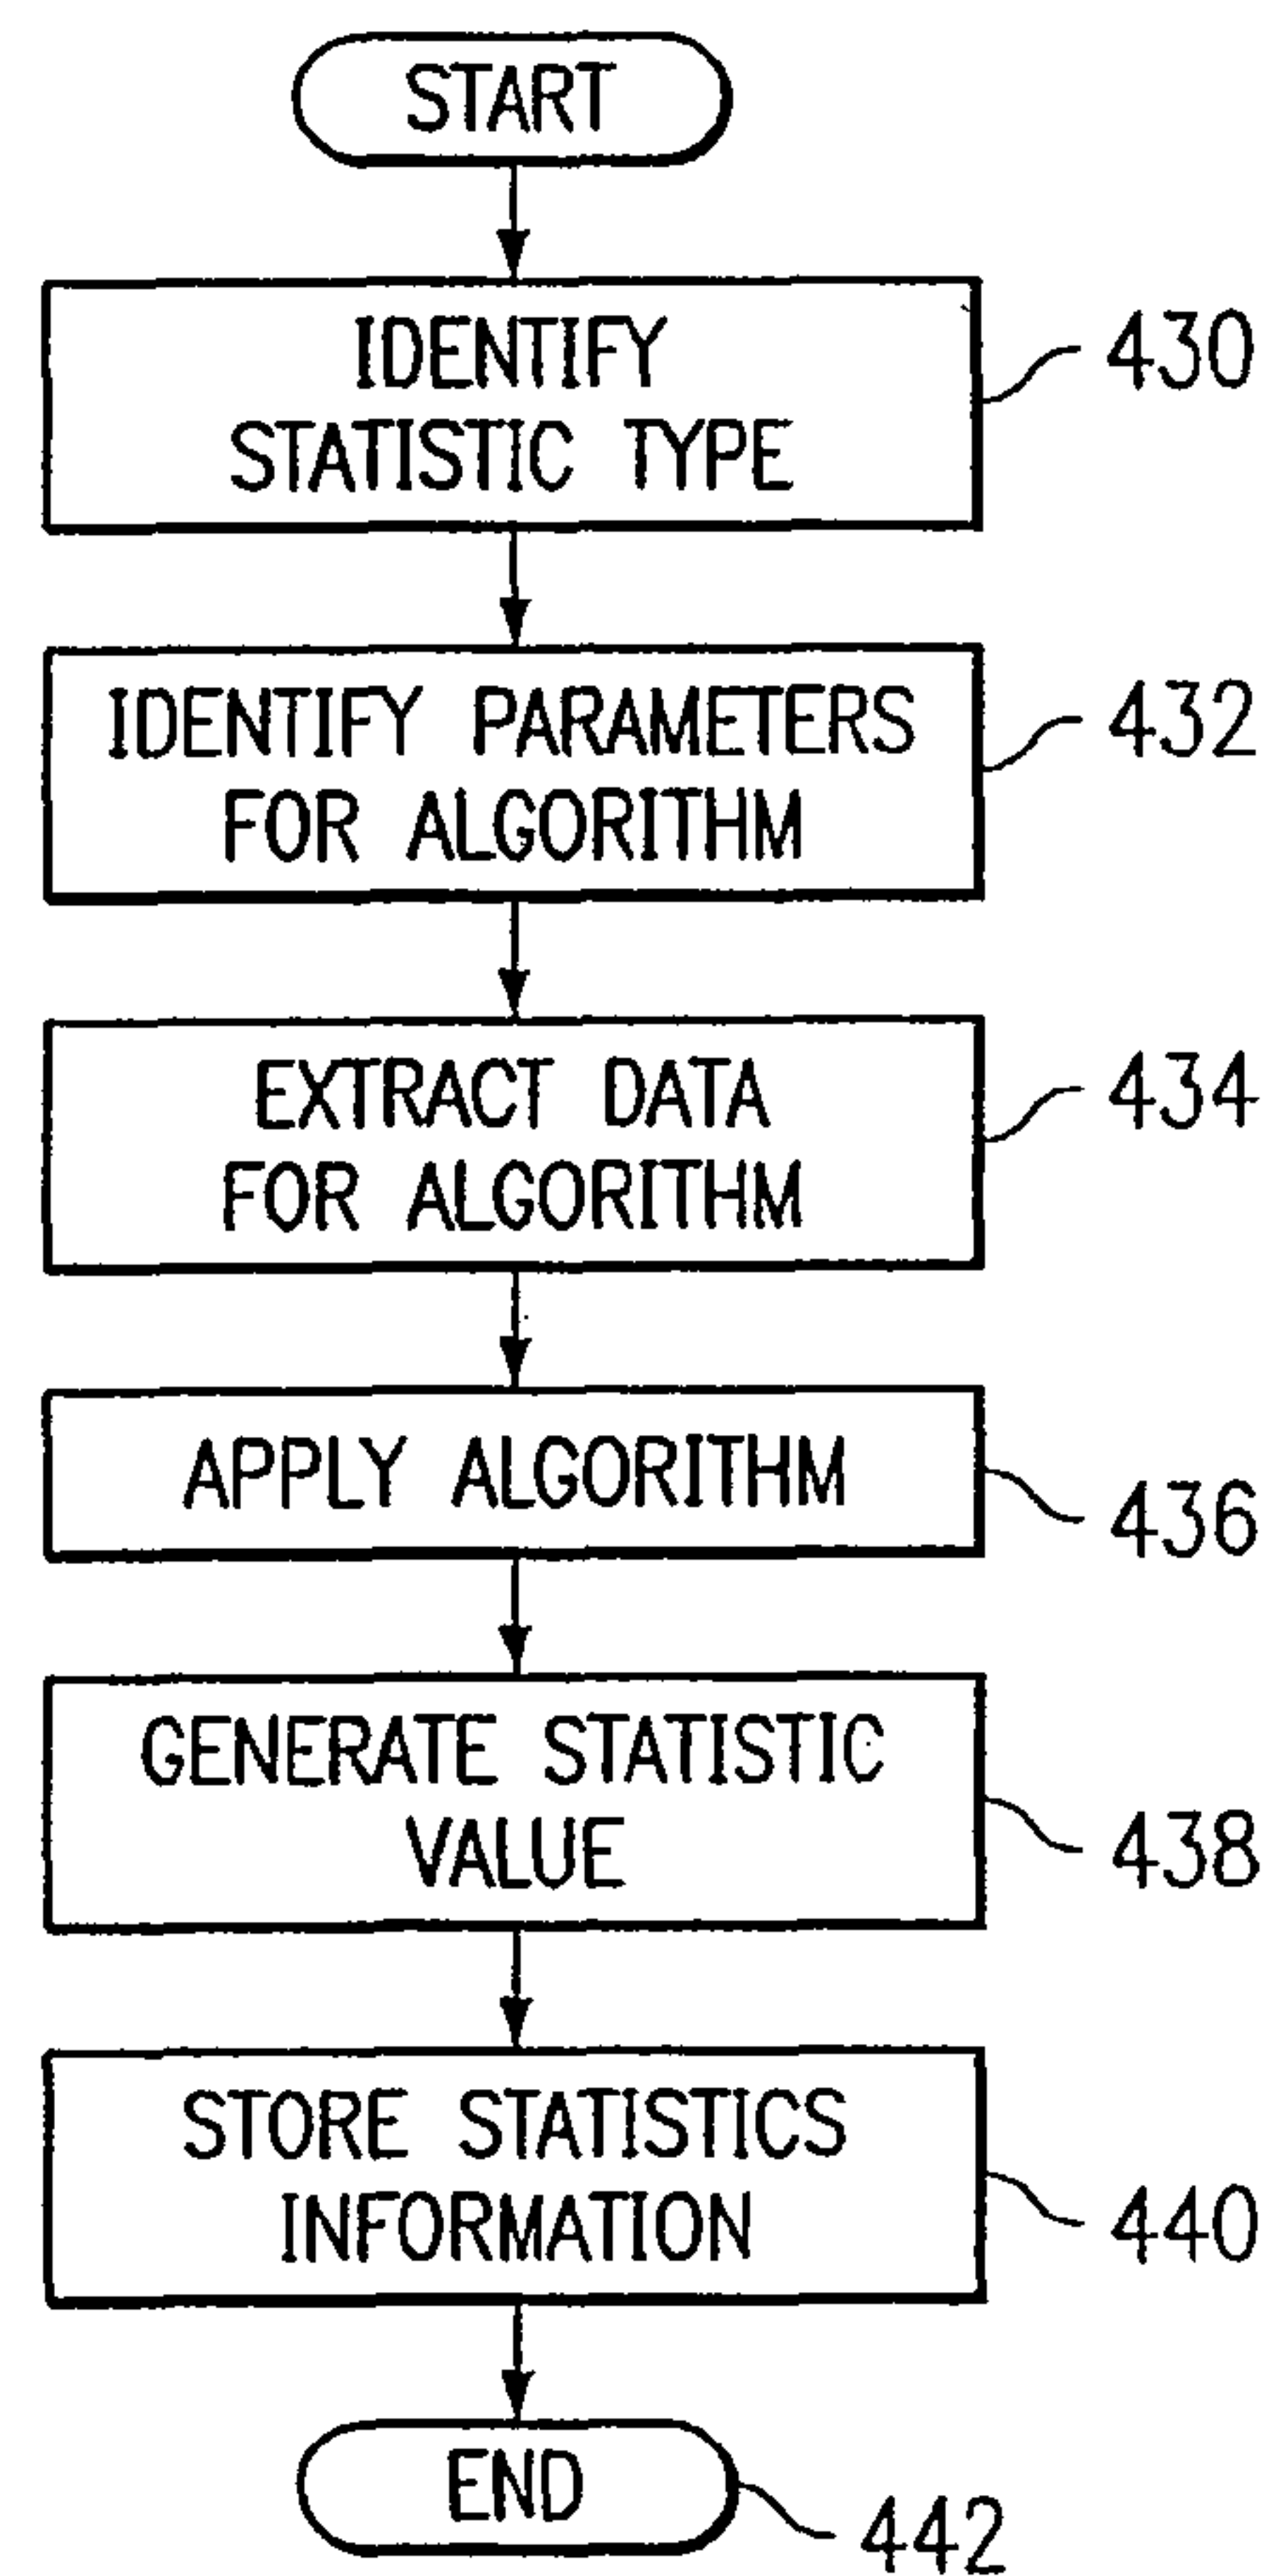 START
IDENTIFY
STATISTIC TYPE
430
IDENTIFY PARAMETERS
FOR ALGORITHM
432
EXTRACT DATA
FOR ALGORITHM
434
APPLY ALGORITHM
436
GENERATE STATISTIC
VALUE
438
STORE STATISTICS
INFORMATION
440
END
442